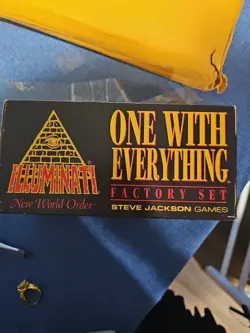 ILLUMINATI
New World Order
ONE WITH
EVERYTHING
FACTORY SET
STEVE JACKSON GAMES